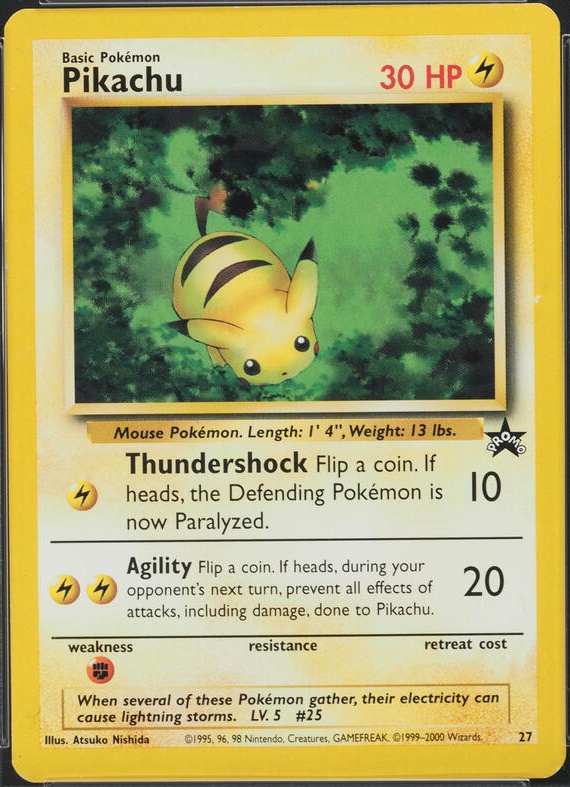 Basic Pokémon
Pikachu
30 HP
Mouse Pokémon. Length: 1' 4", Weight: 13 lbs.
PROMO
Thundershock Flip a coin. If
heads, the Defending Pokémon is
now Paralyzed.
10
Agility Flip a coin. If heads, during your
opponent's next turn, prevent all effects of
attacks, including damage, done to Pikachu.
20
weakness resistance retreat cost
When several of these Pokémon gather, their electricity can
cause lightning storms. LV. 5 #25
Illus. Atsuko Nishida ©1995, 96, 98 Nintendo, Creatures, GAMEFREAK. ©1999–2000 Wizards. 27